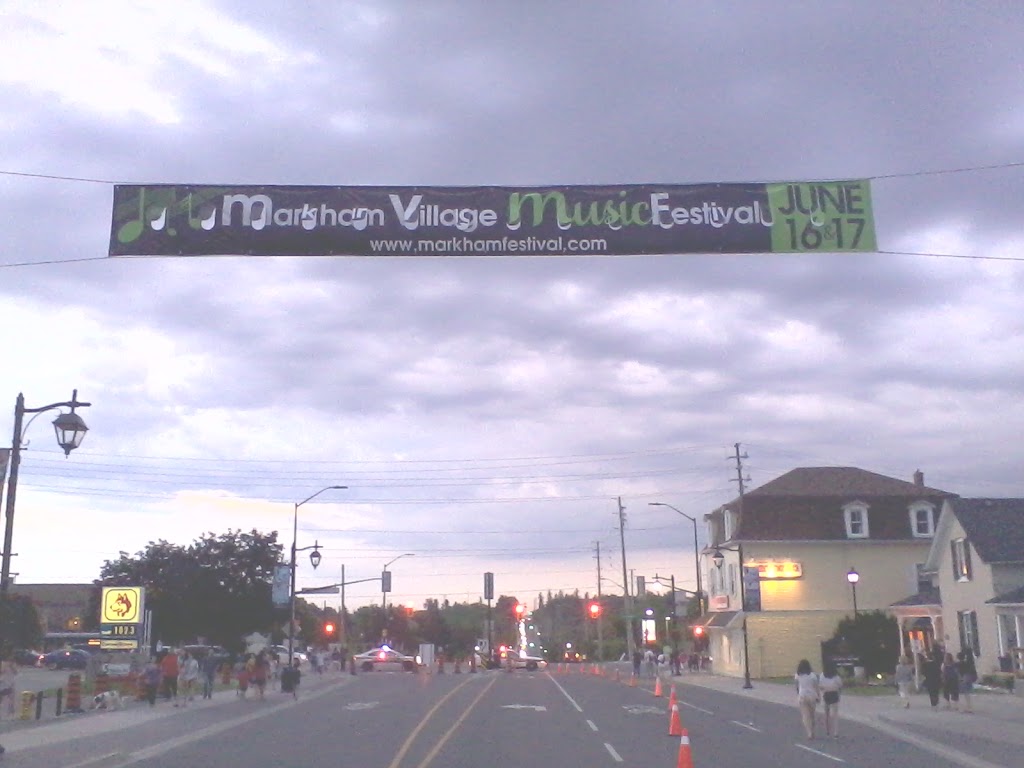 Markham Village Music Festival
www.markhamfestival.com
JUNE
16 & 17